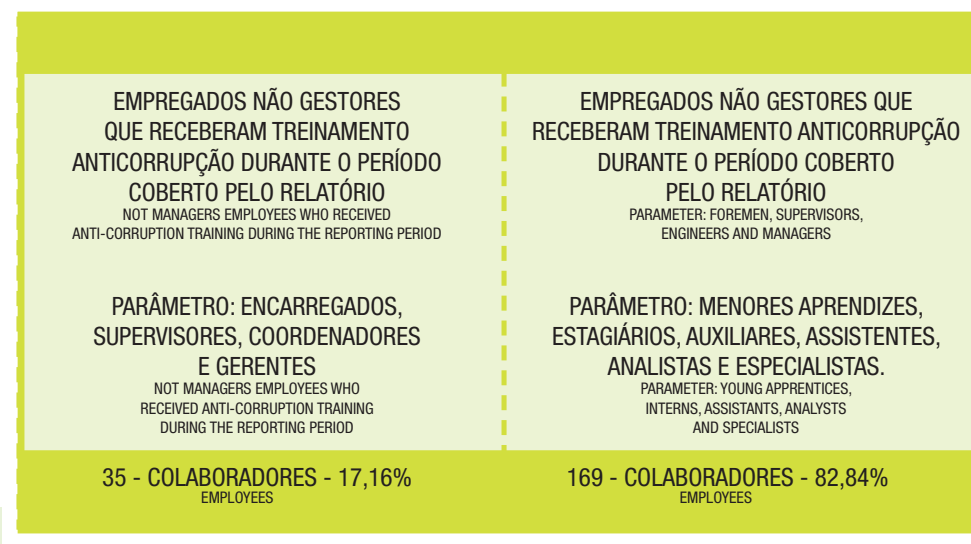 EMPREGADOS NÃO GESTORES
QUE RECEBERAM TREINAMENTO
ANTICORRUPÇÃO DURANTE O PERÍODO
COBERTO PELO RELATÓRIO
NOT MANAGERS EMPLOYEES WHO RECEIVED
ANTI-CORRUPTION TRAINING DURING THE REPORTING PERIOD
PARÂMETRO: ENCARREGADOS,
SUPERVISORES, COORDENADORES
E GERENTES
NOT MANAGERS EMPLOYEES WHO
RECEIVED ANTI-CORRUPTION TRAINING
DURING THE REPORTING PERIOD
35 - COLABORADORES - 17,16%
EMPLOYEES
EMPREGADOS NÃO GESTORES QUE
RECEBERAM TREINAMENTO ANTICORRUPÇÃO
DURANTE O PERÍODO COBERTO
PELO RELATÓRIO
PARAMETER: FOREMEN, SUPERVISORS,
ENGINEERS AND MANAGERS
PARÂMETRO: MENORES APRENDIZES,
ESTAGIÁRIOS, AUXILIARES, ASSISTENTES,
ANALISTAS E ESPECIALISTAS.
PARAMETER: YOUNG APPRENTICES,
INTERNS, ASSISTANTS, ANALYSTS
AND SPECIALISTS
169 - COLABORADORES - 82,84%
EMPLOYEES